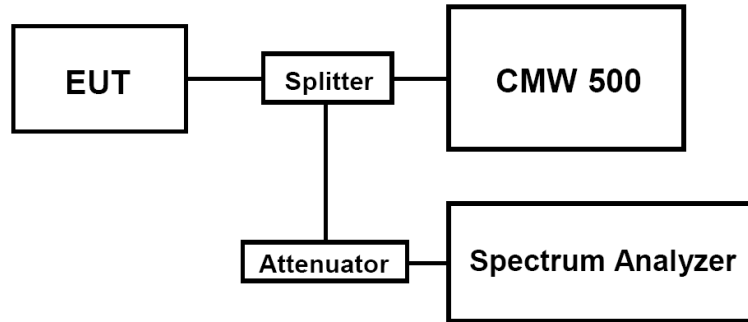 EUT
Splitter
CMW 500
Attenuator
Spectrum Analyzer